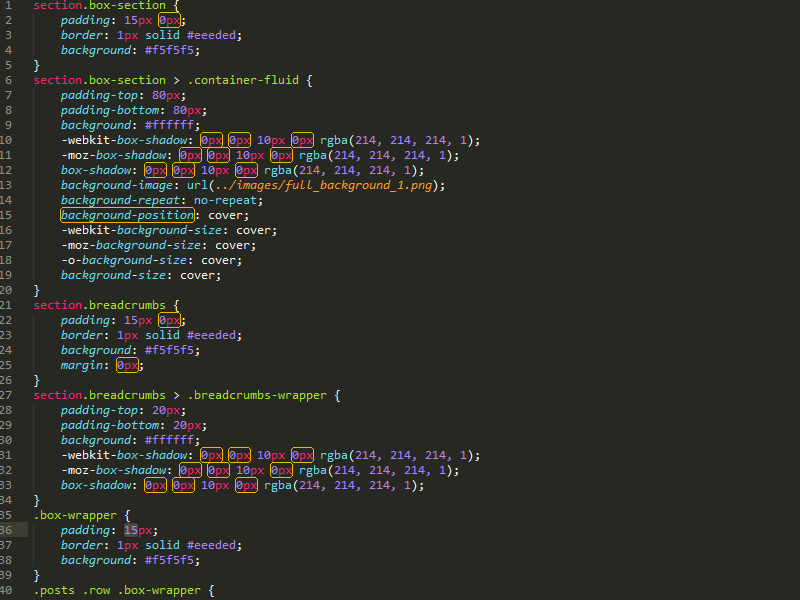 1 section.box-section {
2 padding: 15px 0px;
3 border: 1px solid #eeeded;
4 background: #f5f5f5;
5 }
6 section.box-section > .container-fluid {
7 padding-top: 80px;
8 padding-bottom: 80px;
9 background: #ffffff;
10 -webkit-box-shadow: 0px 0px 10px 0px rgba(214, 214, 214, 1);
11 -moz-box-shadow: 0px 0px 10px 0px rgba(214, 214, 214, 1);
12 box-shadow: 0px 0px 10px 0px rgba(214, 214, 214, 1);
13 background-image: url(../images/full_background_1.png);
14 background-repeat: no-repeat;
15 background-position: cover;
16 -webkit-background-size: cover;
17 -moz-background-size: cover;
18 -o-background-size: cover;
19 background-size: cover;
20 }
21 section.breadcrumbs {
22 padding: 15px 0px;
23 border: 1px solid #eeeded;
24 background: #f5f5f5;
25 margin: 0px;
26 }
27 section.breadcrumbs > .breadcrumbs-wrapper {
28 padding-top: 20px;
29 padding-bottom: 20px;
30 background: #ffffff;
31 -webkit-box-shadow: 0px 0px 10px 0px rgba(214, 214, 214, 1);
32 -moz-box-shadow: 0px 0px 10px 0px rgba(214, 214, 214, 1);
33 box-shadow: 0px 0px 10px 0px rgba(214, 214, 214, 1);
34 }
35 .box-wrapper {
36 padding: 15px;
37 border: 1px solid #eeeded;
38 background: #f5f5f5;
39 }
40 .posts .row .box-wrapper {